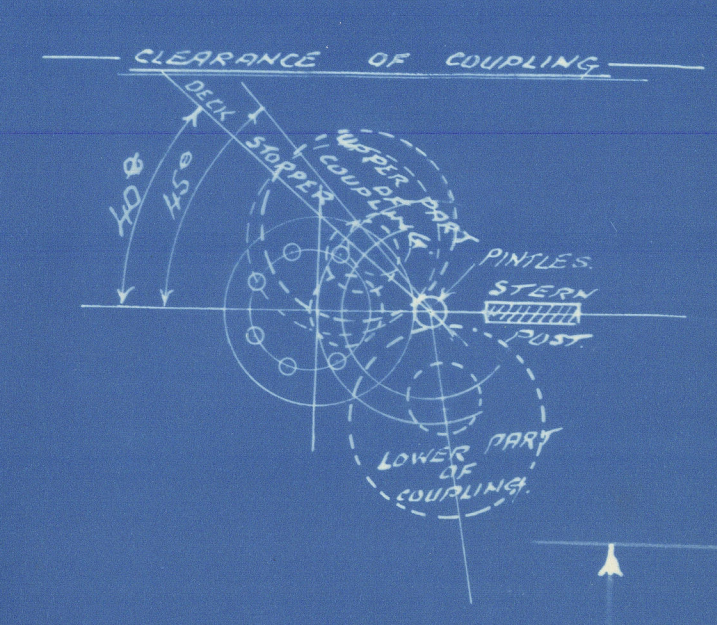 CLEARANCE OF COUPLING
DECK STOPPER
40°
45°
UPPER PART
OF
COUPLING.
PINTLES.
STERN
POST.
LOWER PART
OF
COUPLING.